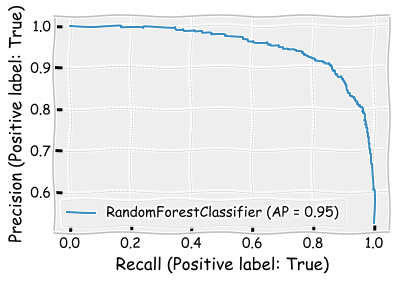 Precision (Positive label: True)
1.0
0.9
0.8
0.7
0.6
RandomForestClassifier (AP = 0.95)
0.0 0.2 0.4 0.6 0.8 1.0
Recall (Positive label: True)